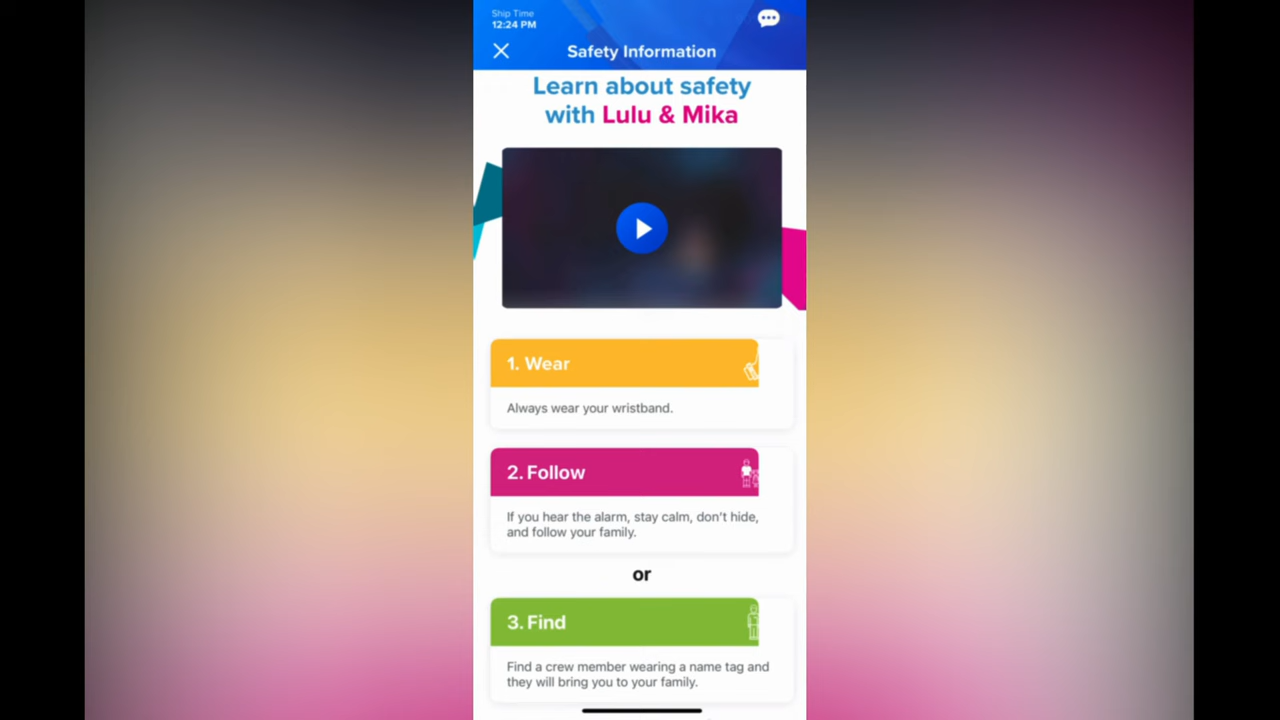 Ship Time
12:24 PM
Safety Information
Learn about safety
with Lulu & Mika
1. Wear
Always wear your wristband.
2. Follow
If you hear the alarm, stay calm, don't hide,
and follow your family.
or
3. Find
Find a crew member wearing a name tag and
they will bring you to your family.